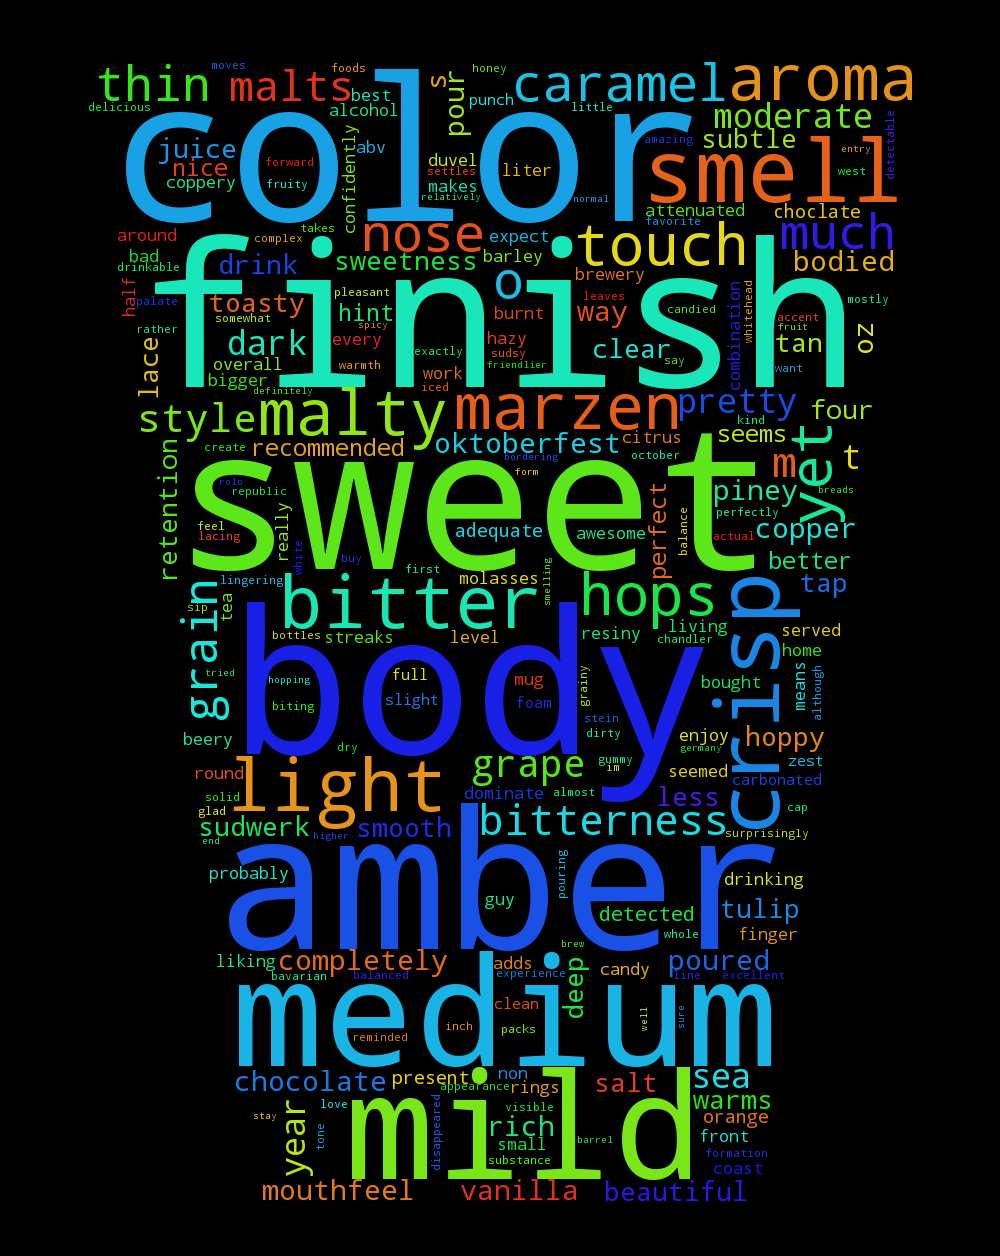 moves foods honey
thin malts best s pour punch caramel aroma
delicious alcohol little moderate
color
juice nice forward coppery fruity confidently abv duvel settles makes relatively liter normal amazing subtle smell entry west detectable
attenuated choclate favorite
around takes complex nose expect touch much
bad drinkable drink sweetness barley bodied
finish
half palate toasty pleasant hint o brewery leaves way candied combination whitehead accent fruit mostly
rather somewhat spicy burnt
lace dark every exactly hazy sudsy friendlier clear say tan want oz
overall warmth work iced
bigger definitely
style malty marzen pretty kind four
create recommended oktoberfest citrus seems yet t
retention bordering october m
sweet
rolo republic form piney breads
feel lacing really white adequate awesome perfect balance perfectly actual copper
buy first better
lingering molasses smelling
grain sip tea bitter hops crisp tap
bottles streaks level resiny living chandler served home
body
tried hopping full slight mug foam grainy bought means although
biting stein dirty
beery dry gummy im enjoy germany hoppy
round light grape seemed zest
solid dominate almost less carbonated
glad cap
sudwerk higher smooth bitterness surprisingly
end
amber
probably pouring drinking
guy detected tulip
whole finger
liking completely adds brew deep candy poured
bavarian balanced experience line excellent
medium
clean inch packs reminded well sure
chocolate present non salt sea
appearance rings warms
mild
stay love visible orange
year tone disappeared rich small barrel front
substance formation coast
mouthfeel vanilla beautiful